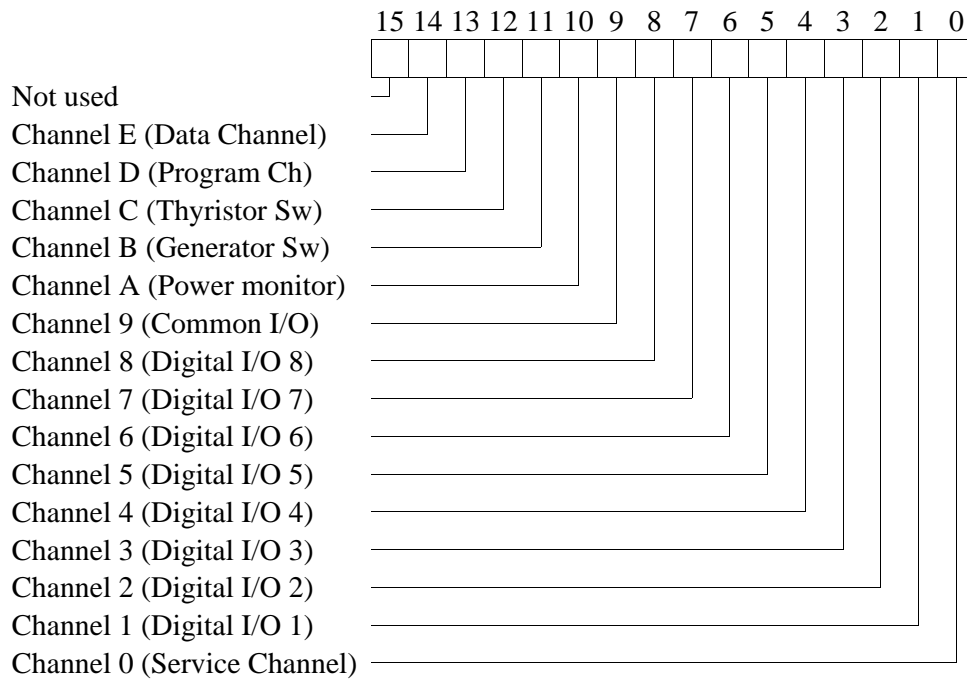 15 14 13 12 11 10 9 8 7 6 5 4 3 2 1 0
Not used
Channel E (Data Channel)
Channel D (Program Ch)
Channel C (Thyristor Sw)
Channel B (Generator Sw)
Channel A (Power monitor)
Channel 9 (Common I/O)
Channel 8 (Digital I/O 8)
Channel 7 (Digital I/O 7)
Channel 6 (Digital I/O 6)
Channel 5 (Digital I/O 5)
Channel 4 (Digital I/O 4)
Channel 3 (Digital I/O 3)
Channel 2 (Digital I/O 2)
Channel 1 (Digital I/O 1)
Channel 0 (Service Channel)